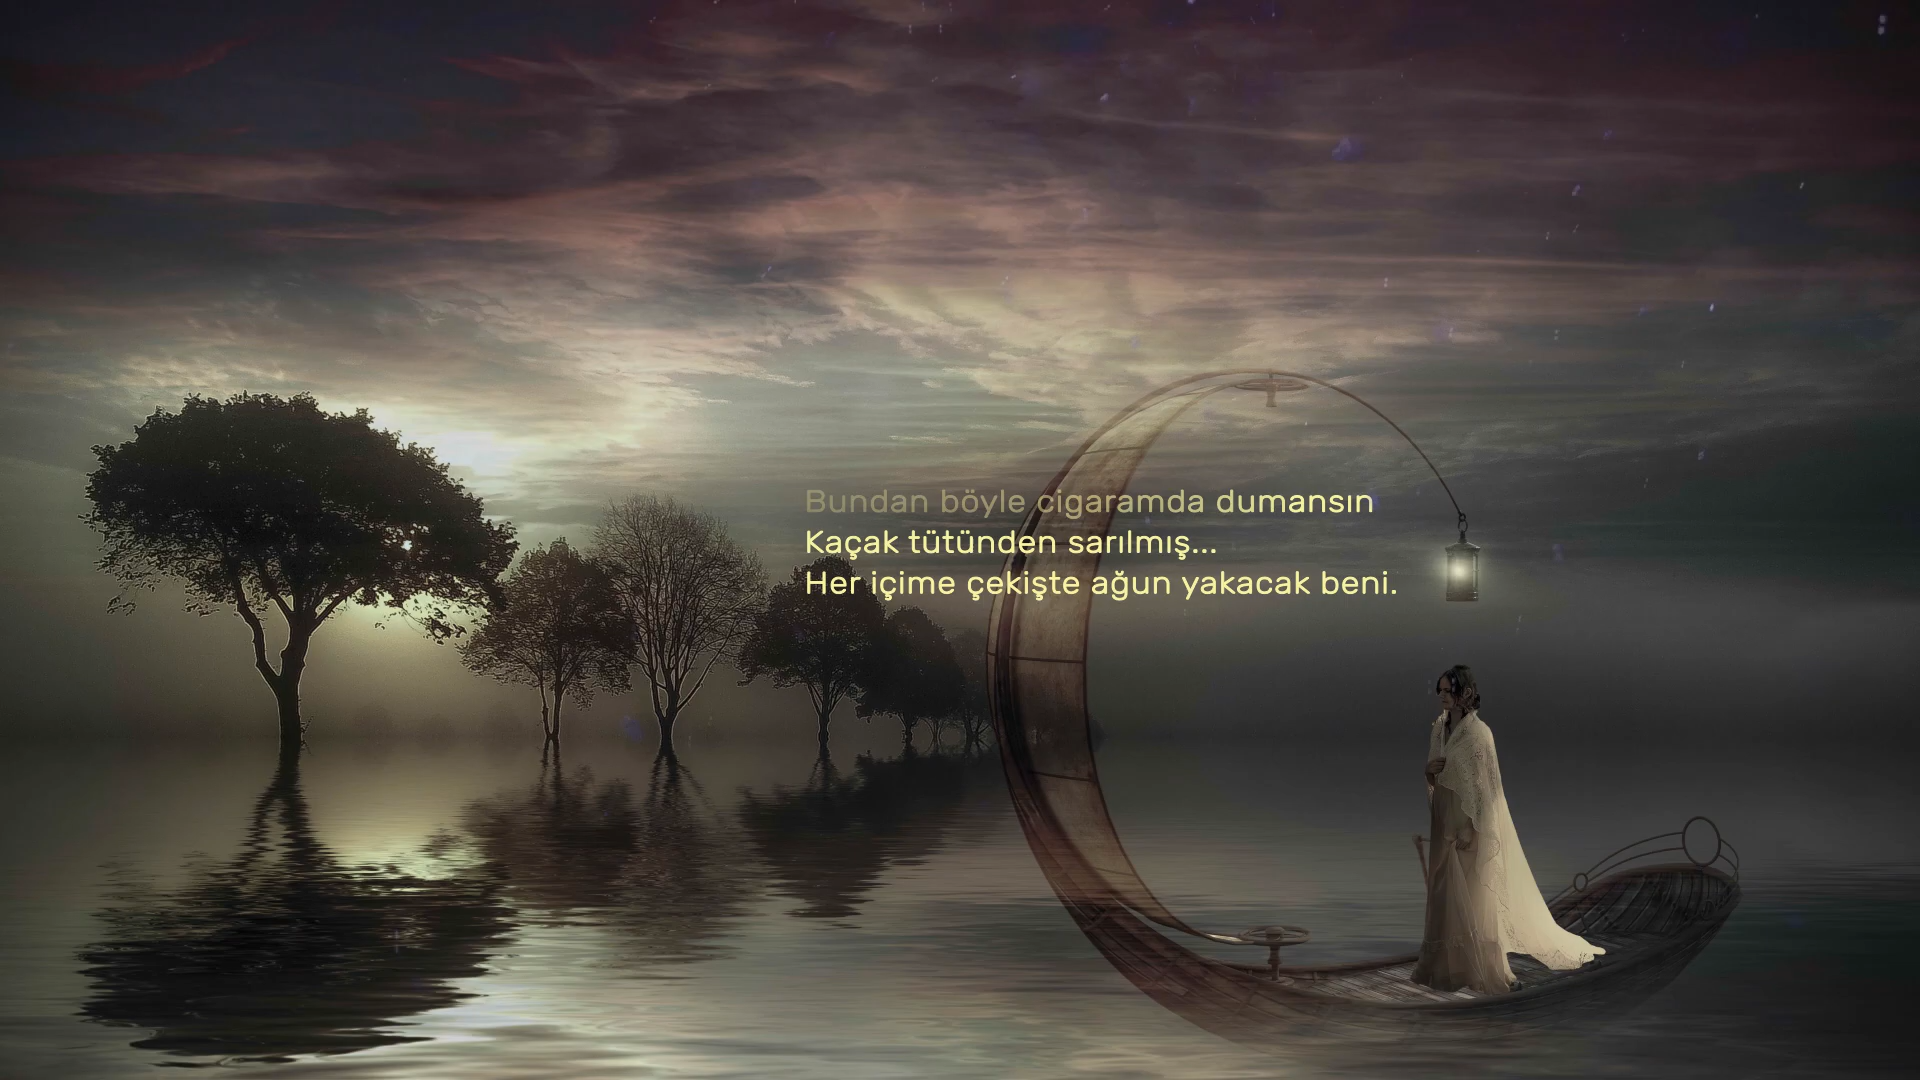 Bundan böyle cigaramda dumansın
Kaçak tütünden sarılmış...
Her içime çekişte ağun yakacak beni.